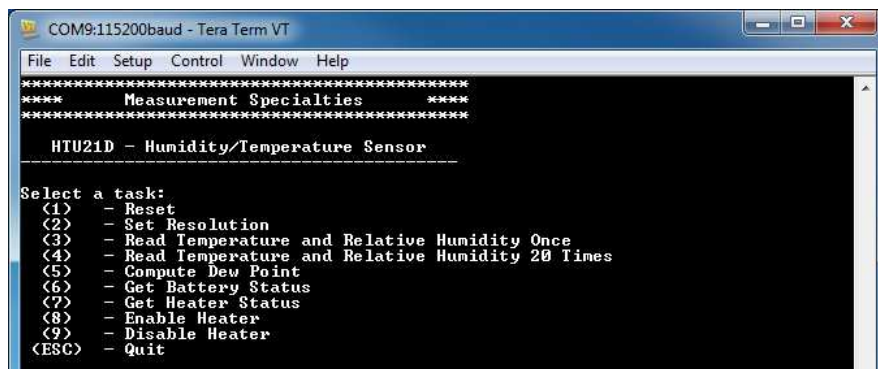 COM9:115200baud - Tera Term VT
File Edit Setup Control Window Help
*******************************************
**** Measurement Specialties ****
*******************************************
HTU21D - Humidity/Temperature Sensor
------------------------------------------
Select a task:
(1) - Reset
(2) - Set Resolution
(3) - Read Temperature and Relative Humidity Once
(4) - Read Temperature and Relative Humidity 20 Times
(5) - Compute Dew Point
(6) - Get Battery Status
(7) - Get Heater Status
(8) - Enable Heater
(9) - Disable Heater
(ESC) - Quit